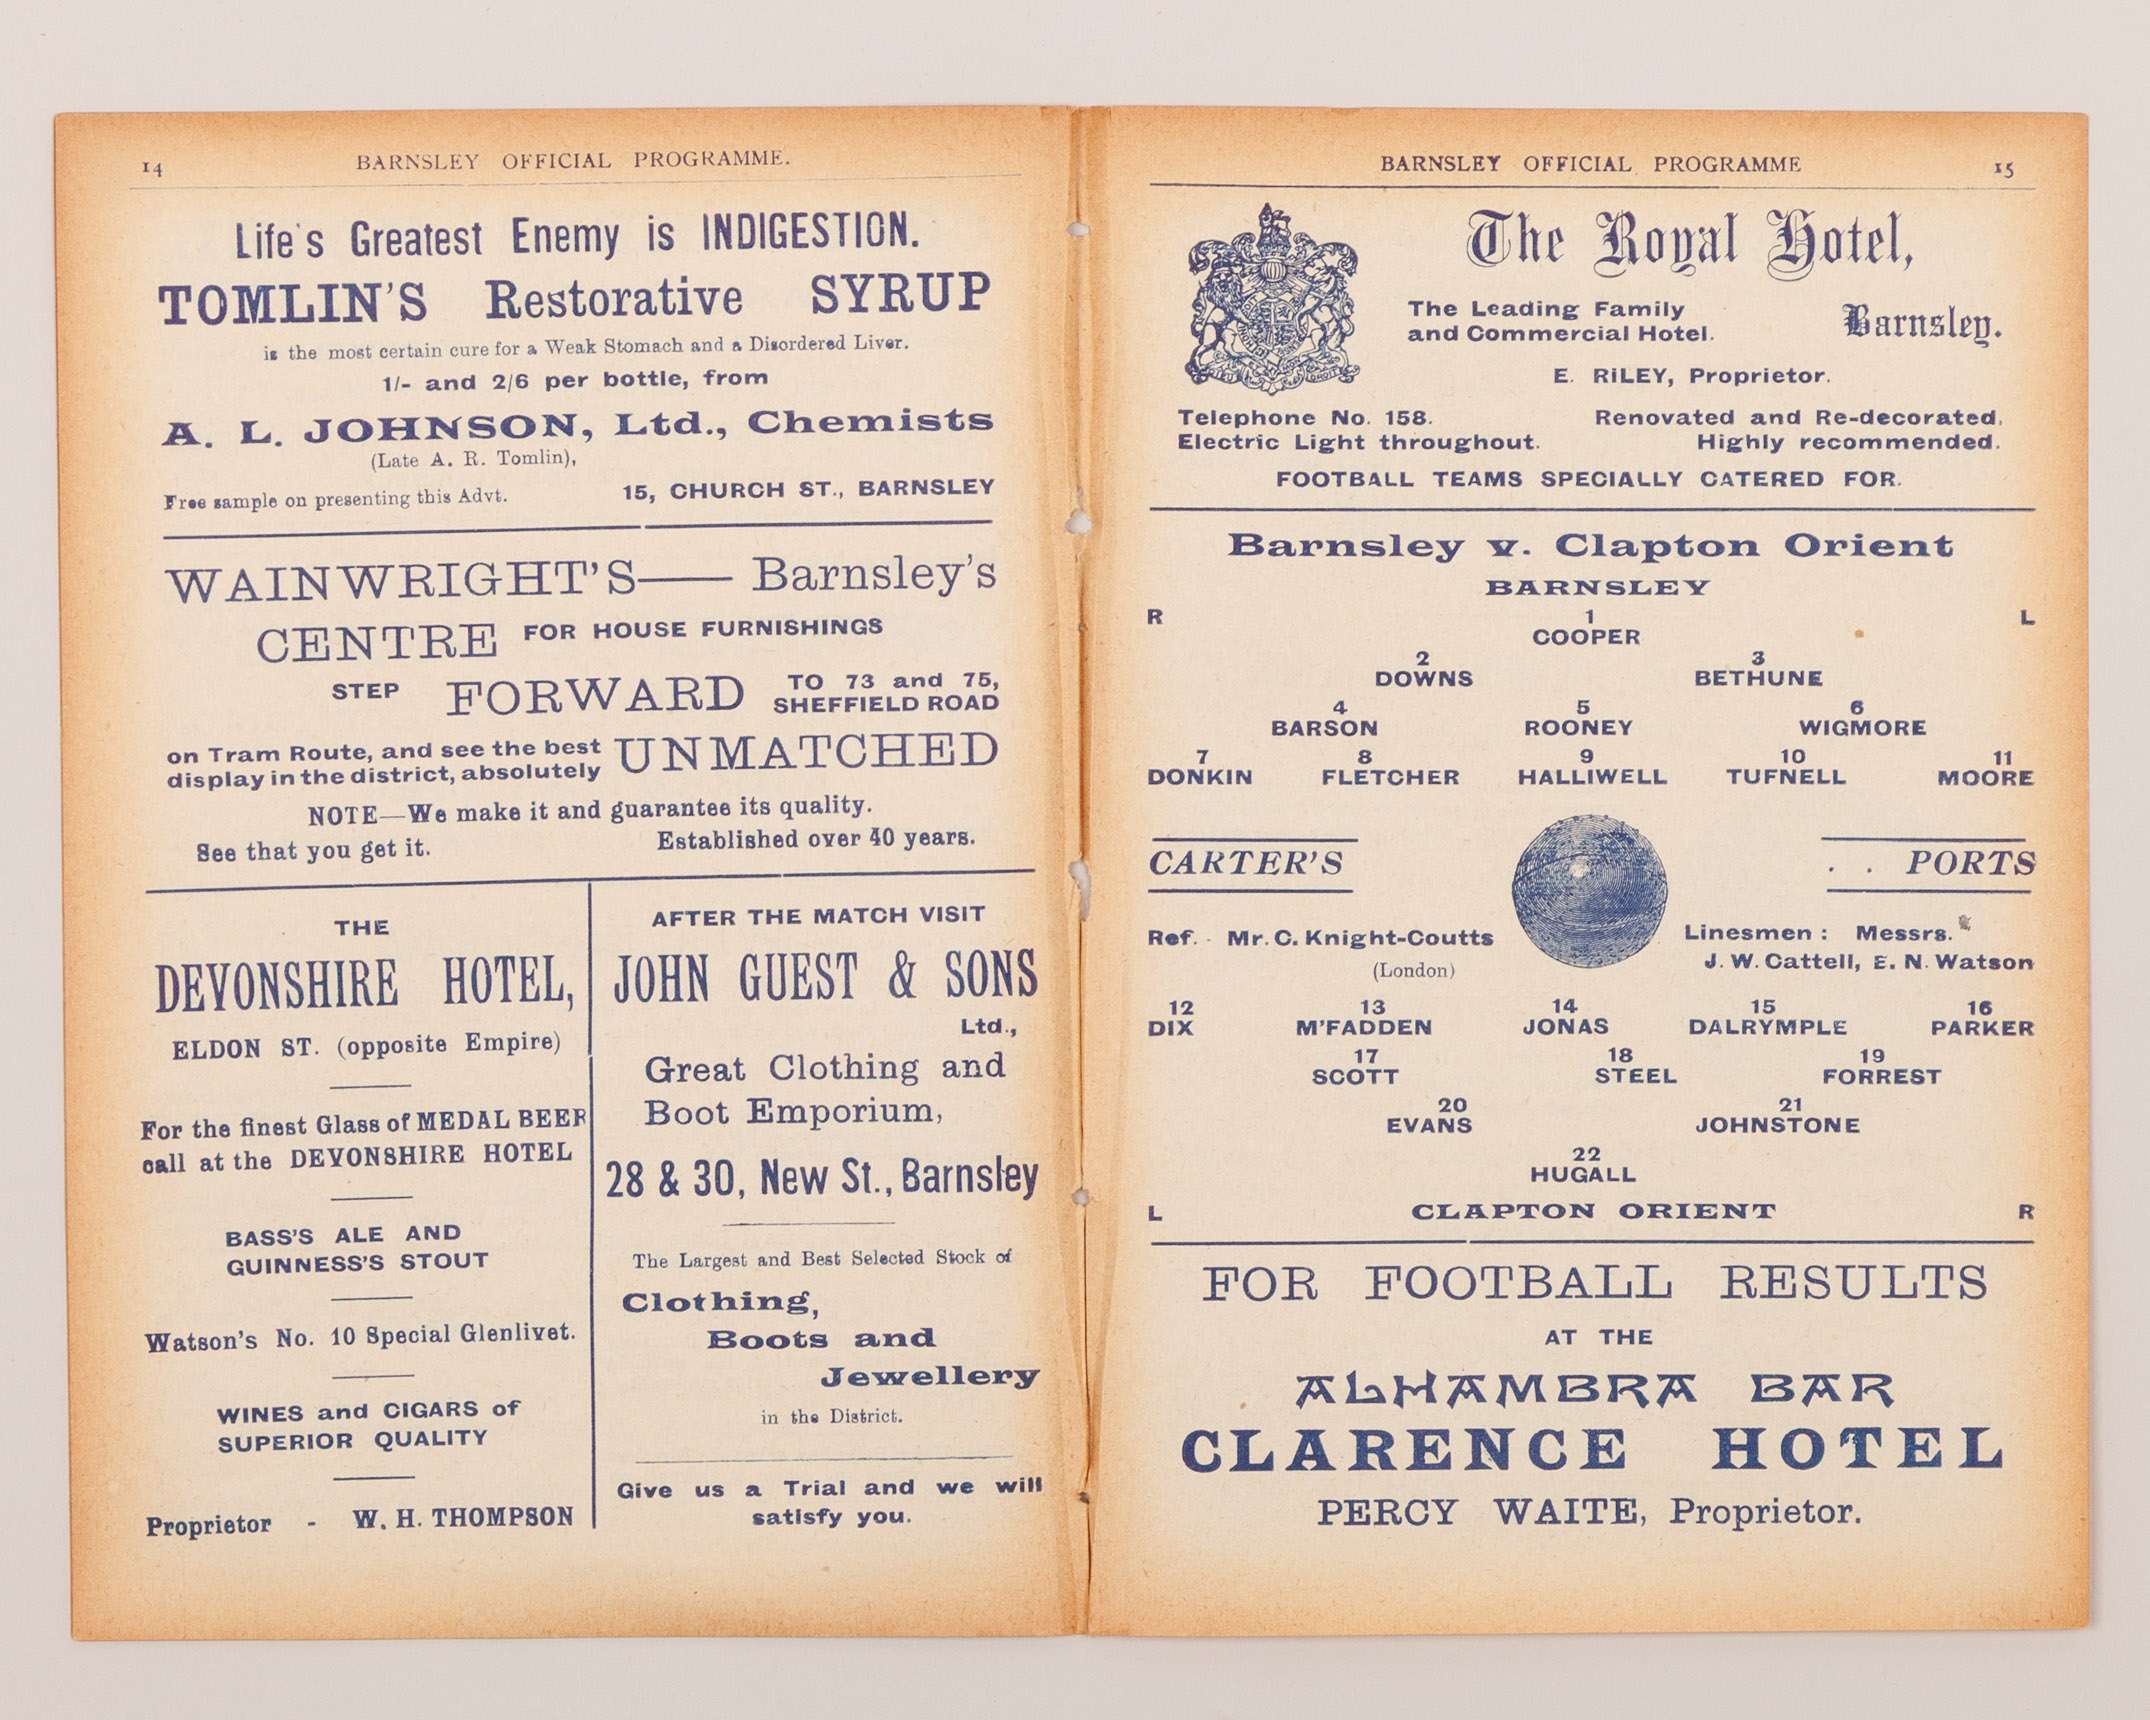 14 BARNSLEY OFFICIAL PROGRAMME.
Life's Greatest Enemy is INDIGESTION.
TOMLIN'S Restorative SYRUP
is the most certain cure for a Weak Stomach and a Disordered Liver.
1/- and 2/6 per bottle, from
A. L. JOHNSON, Ltd., Chemists
(Late A. R. Tomlin),
Free sample on presenting this Advt. 15, CHURCH ST., BARNSLEY
WAINWRIGHT'S—— Barnsley's
CENTRE FOR HOUSE FURNISHINGS
STEP FORWARD TO 73 and 75,
SHEFFIELD ROAD
on Tram Route, and see the best
display in the district, absolutely UNMATCHED
NOTE—We make it and guarantee its quality.
See that you get it. Established over 40 years.
THE
DEVONSHIRE HOTEL,
ELDON ST. (opposite Empire)
For the finest Glass of MEDAL BEER
call at the DEVONSHIRE HOTEL
BASS'S ALE AND
GUINNESS'S STOUT
Watson's No. 10 Special Glenlivet.
WINES and CIGARS of
SUPERIOR QUALITY
Proprietor - W. H. THOMPSON
AFTER THE MATCH VISIT
JOHN GUEST & SONS
Ltd.,
Great Clothing and
Boot Emporium,
28 & 30, New St., Barnsley
The Largest and Best Selected Stock of
Clothing,
Boots and
Jewellery
in the District.
Give us a Trial and we will
satisfy you.
BARNSLEY OFFICIAL PROGRAMME 15
The Royal Hotel,
The Leading Family
and Commercial Hotel.
Barnsley.
E. RiLEY, Proprietor.
Telephone No. 158. Renovated and Re-decorated.
Electric Light throughout. Highly recommended.
FOOTBALL TEAMS SPECIALLY CATERED FOR.
Barnsley v. Clapton Orient
BARNSLEY
R 1 L
COOPER
2 3
DOWNS BETHUNE
4 5 6
BARSON ROONEY WIGMORE
7 8 9 10 11
DONKIN FLETCHER HALLIWELL TUFNELL MOORE
CARTER'S . . PORTS
Ref. - Mr. C. Knight-Coutts
(London)
Linesmen : Messrs.
J. W. Cattell, E. N. Watson
12 13 14 15 16
DIX M'FADDEN JONAS DALRYMPLE PARKER
17 18 19
SCOTT STEEL FORREST
20 21
EVANS JOHNSTONE
22
HUGALL
L CLAPTON ORIENT R
FOR FOOTBALL RESULTS
AT THE
ALHAMBRA BAR
CLARENCE HOTEL
PERCY WAITE, Proprietor.